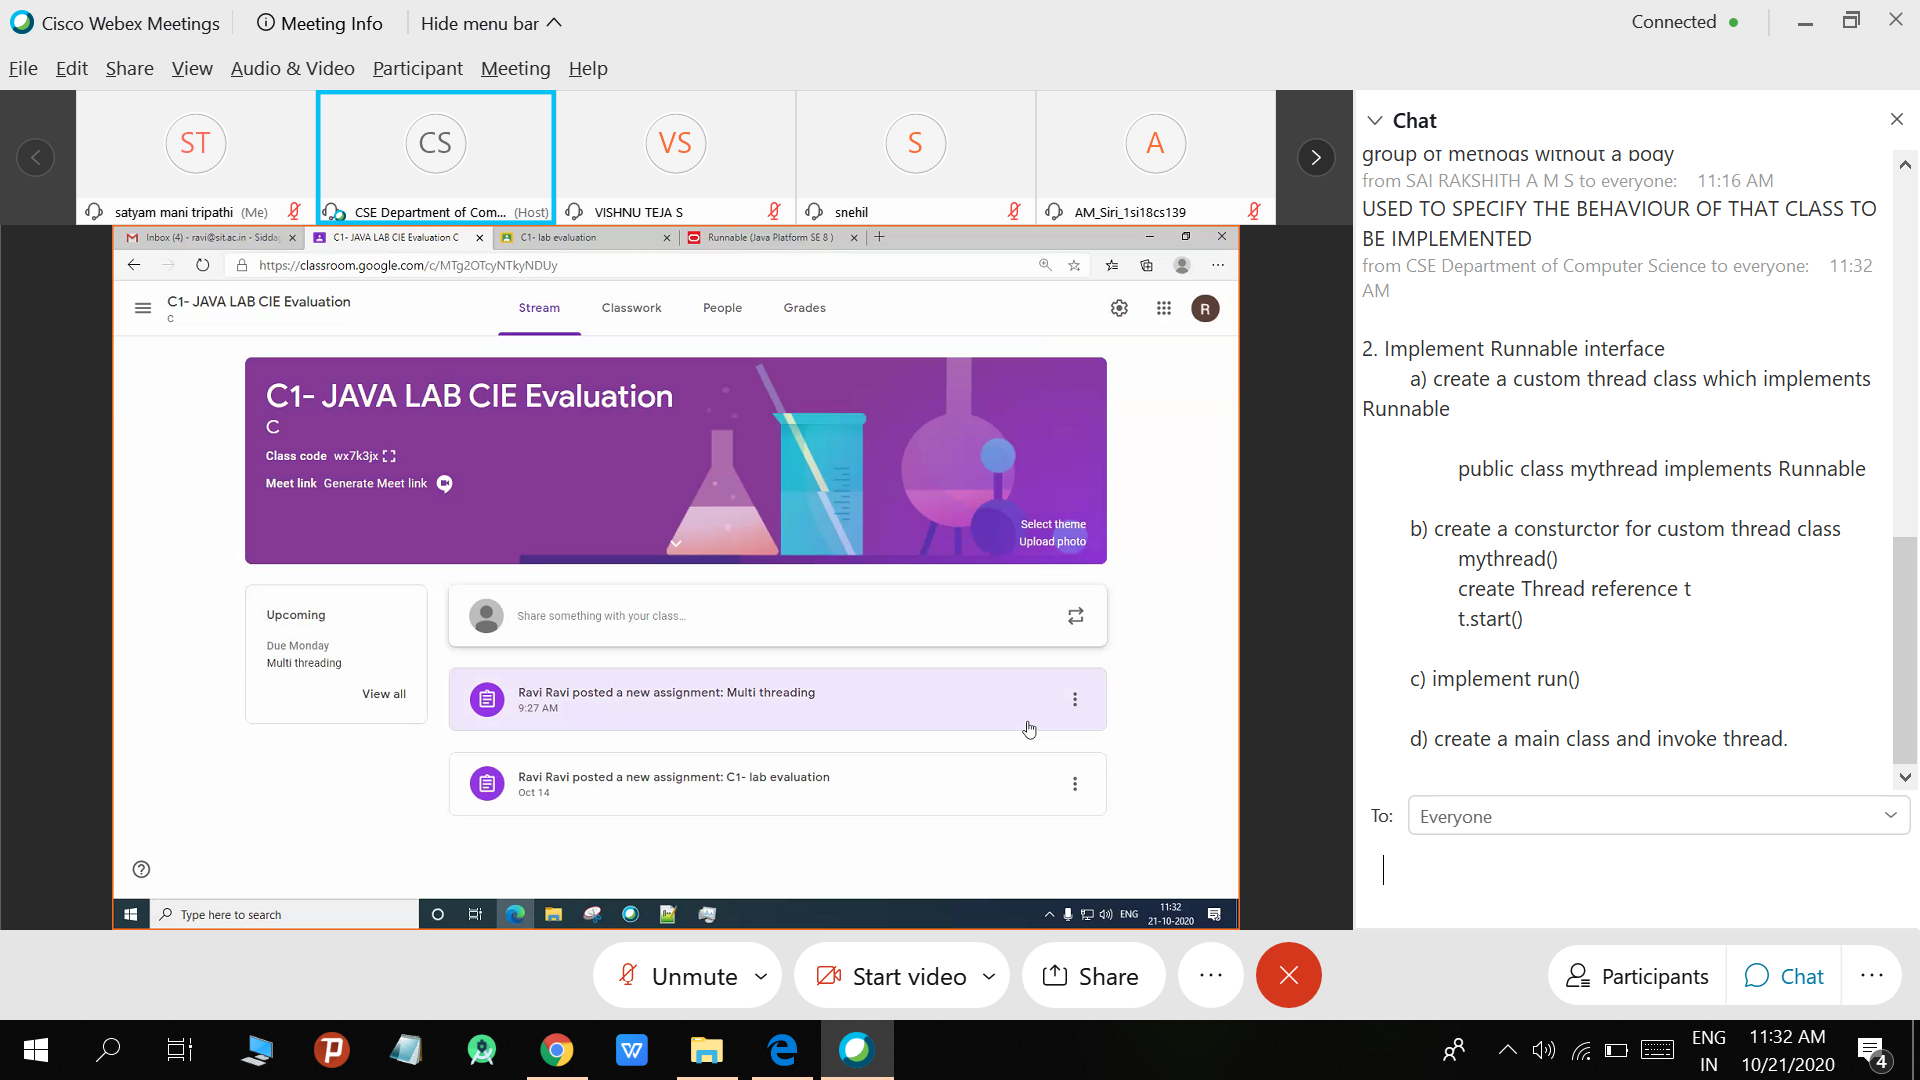 Cisco Webex Meetings
Meeting Info
Hide menu bar
Connected
File Edit Share View Audio & Video Participant Meeting Help
ST
satyam mani tripathi (Me)
CS
CSE Department of Com... (Host)
VS
VISHNU TEJA S
S
snehil
A
AM_Siri_1si18cs139
Inbox (4) - ravi@sit.ac.in - Sidda
C1- JAVA LAB CIE Evaluation C
C1- lab evaluation
Runnable (Java Platform SE 8 )
https://classroom.google.com/c/MTg2OTcyNTkyNDUy
C1- JAVA LAB CIE Evaluation
C
Stream
Classwork
People
Grades
R
C1- JAVA LAB CIE Evaluation
C
Class code wx7k3jx
Meet link Generate Meet link
Select theme
Upload photo
Upcoming
Due Monday
Multi threading
View all
Share something with your class...
Ravi Ravi posted a new assignment: Multi threading
9:27 AM
Ravi Ravi posted a new assignment: C1- lab evaluation
Oct 14
Type here to search
ENG
11:32
21-10-2020
Chat
group of methods without a body
from SAI RAKSHITH A M S to everyone: 11:16 AM
USED TO SPECIFY THE BEHAVIOUR OF THAT CLASS TO
BE IMPLEMENTED
from CSE Department of Computer Science to everyone: 11:32
AM
2. Implement Runnable interface
a) create a custom thread class which implements
Runnable
public class mythread implements Runnable
b) create a consturctor for custom thread class
mythread()
create Thread reference t
t.start()
c) implement run()
d) create a main class and invoke thread.
To: Everyone
Unmute
Start video
Share
Participants
Chat
ENG
IN
11:32 AM
10/21/2020
4